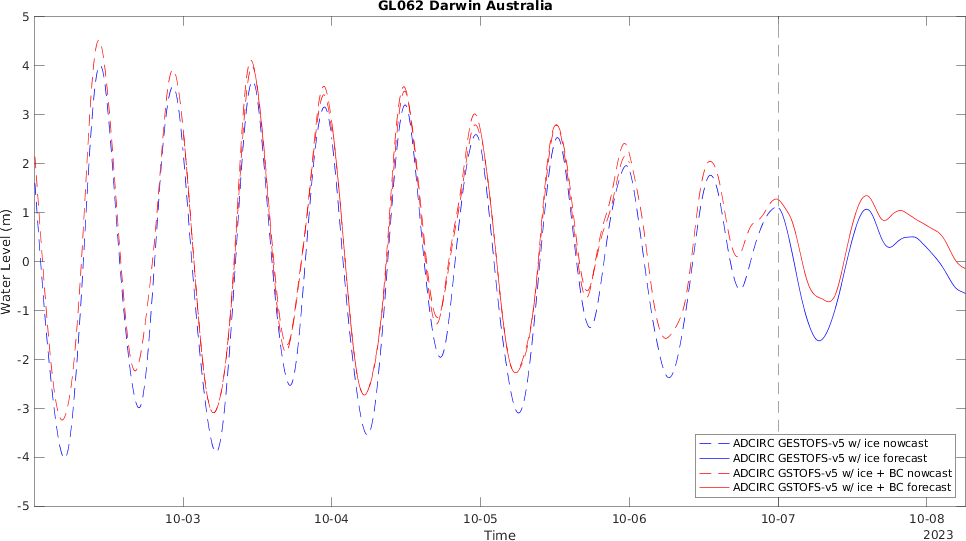 GL062 Darwin Australia
5
4
3
2
1
0
-1
-2
-3
-4
-5
Water Level (m)
10-03
10-04
10-05
10-06
10-07
10-08
Time
2023
ADCIRC GESTOFS-v5 w/ ice nowcast
ADCIRC GESTOFS-v5 w/ ice forecast
ADCIRC GSTOFS-v5 w/ ice + BC nowcast
ADCIRC GSTOFS-v5 w/ ice + BC forecast